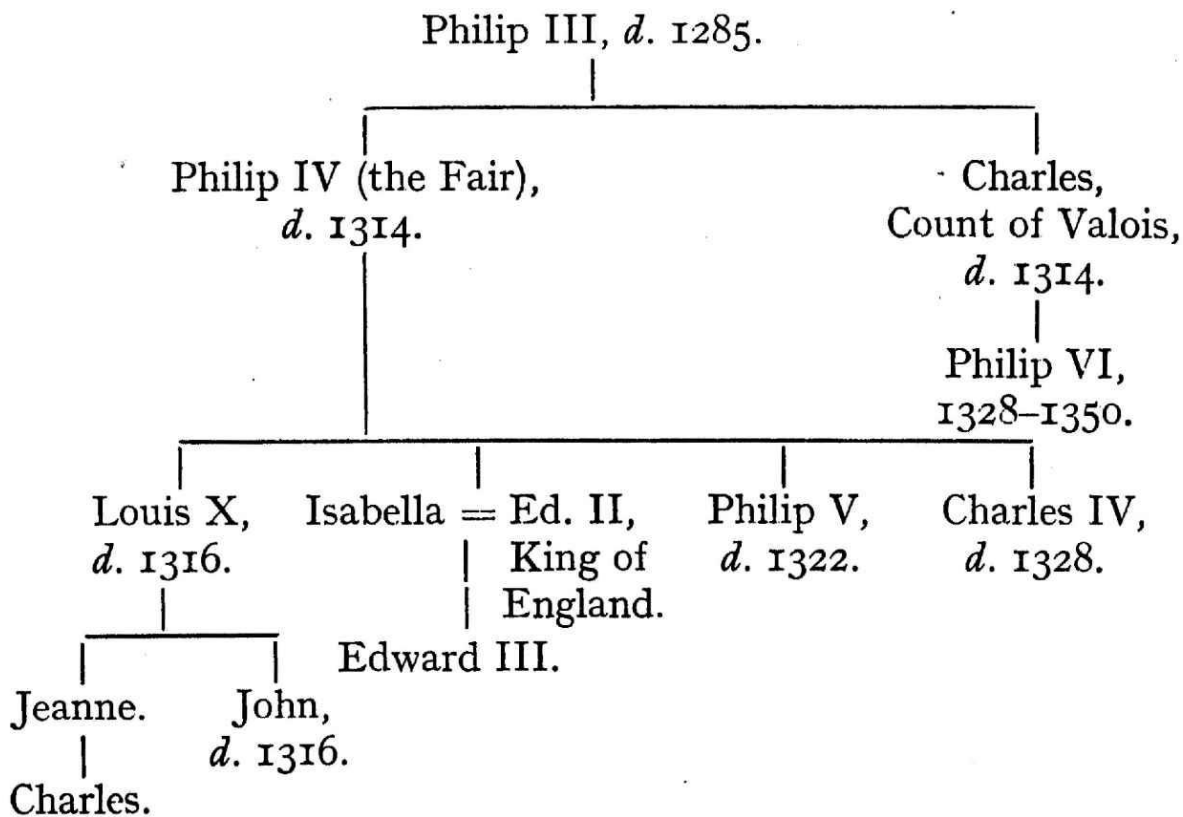 Philip III, d. 1285.
Philip IV (the Fair),
d. 1314.
Charles,
Count of Valois,
d. 1314.
Philip VI,
1328–1350.
Louis X,
d. 1316.
Isabella = Ed. II,
King of
England.
Philip V,
d. 1322.
Charles IV,
d. 1328.
Edward III.
Jeanne.
John,
d. 1316.
Charles.